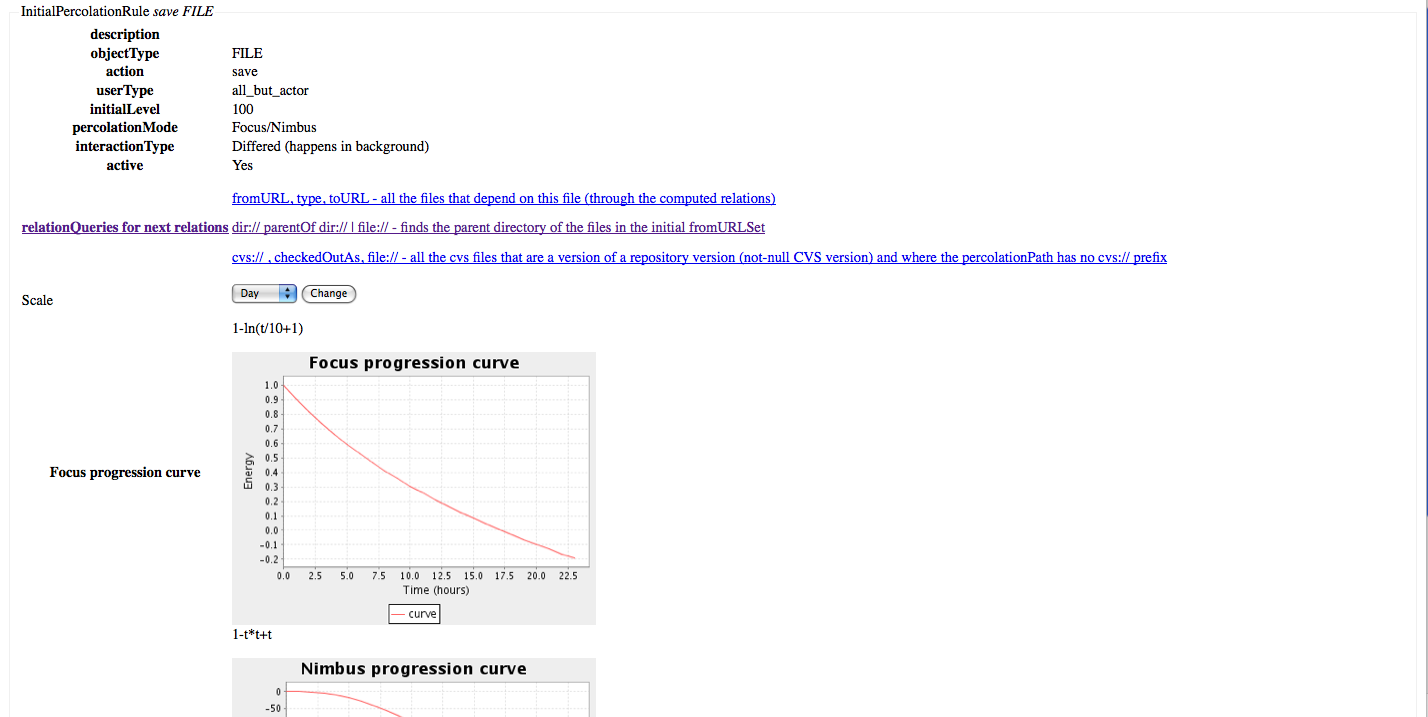 InitialPercolationRule save FILE
description
objectType FILE
action save
userType all_but_actor
initialLevel 100
percolationMode Focus/Nimbus
interactionType Differed (happens in background)
active Yes
fromURL, type, toURL - all the files that depend on this file (through the computed relations)
relationQueries for next relations dir:// parentOf dir:// | file:// - finds the parent directory of the files in the initial fromURLSet
cvs:// , checkedOutAs, file:// - all the cvs files that are a version of a repository version (not-null CVS version) and where the percolationPath has no cvs:// prefix
Scale Day Change
1-ln(t/10+1)
Focus progression curve
Focus progression curve
Energy
1.0
0.9
0.8
0.7
0.6
0.5
0.4
0.3
0.2
0.1
0.0
-0.1
-0.2
0.0 2.5 5.0 7.5 10.0 12.5 15.0 17.5 20.0 22.5
Time (hours)
curve
1-t*t+t
Nimbus progression curve
0
-50